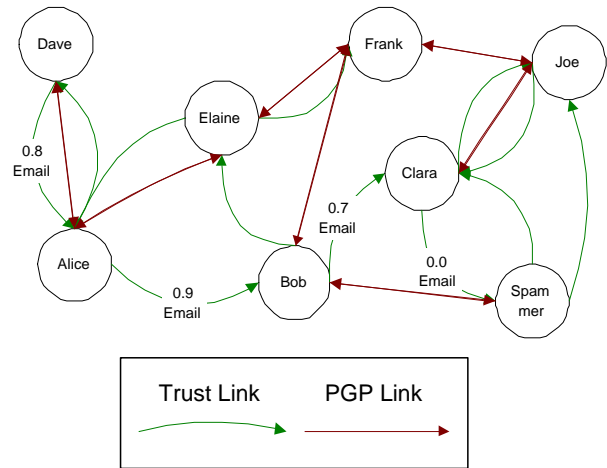 Dave
Frank
Joe
Elaine
0.8
Email
Clara
0.7
Email
Alice
0.9
Email
Bob
0.0
Email
Spam
mer
Trust Link
PGP Link